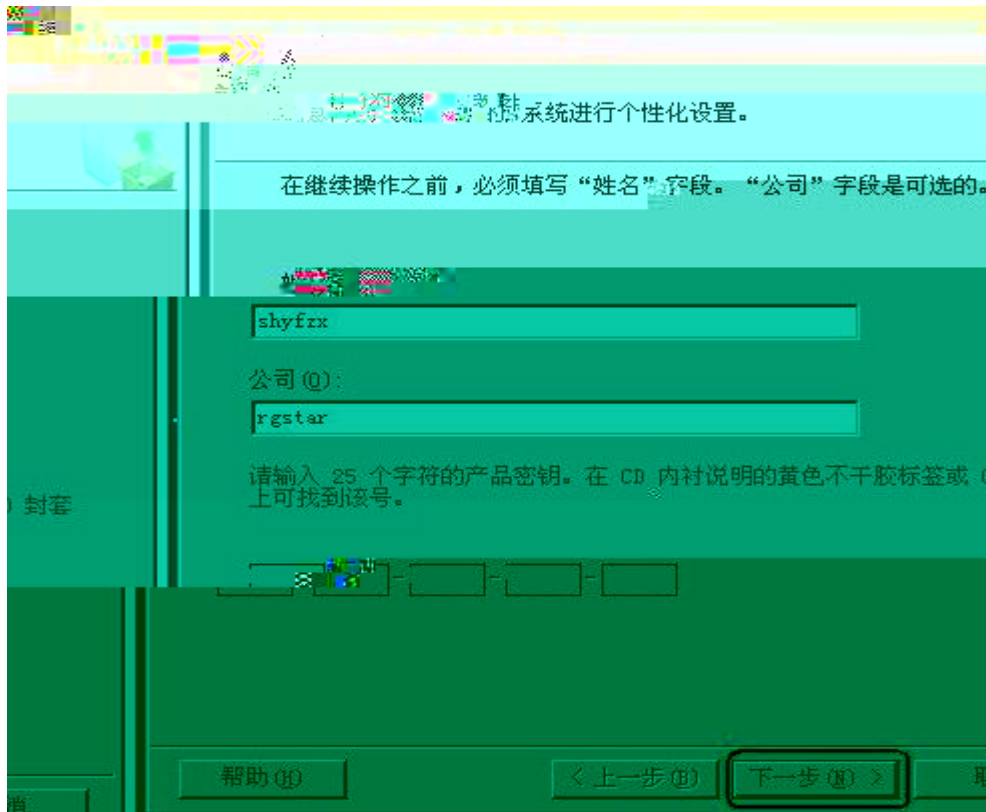 系统进行个性化设置。
在继续操作之前，必须填写“姓名”字段。“公司”字段是可选的。
shyfzx
公司(O):
rgstar
请输入 25 个字符的产品密钥。在 CD 内衬说明的黄色不干胶标签或
封套
上可找到该号。
- - -
帮助(H)
< 上一步(B)
下一步(N) >
消